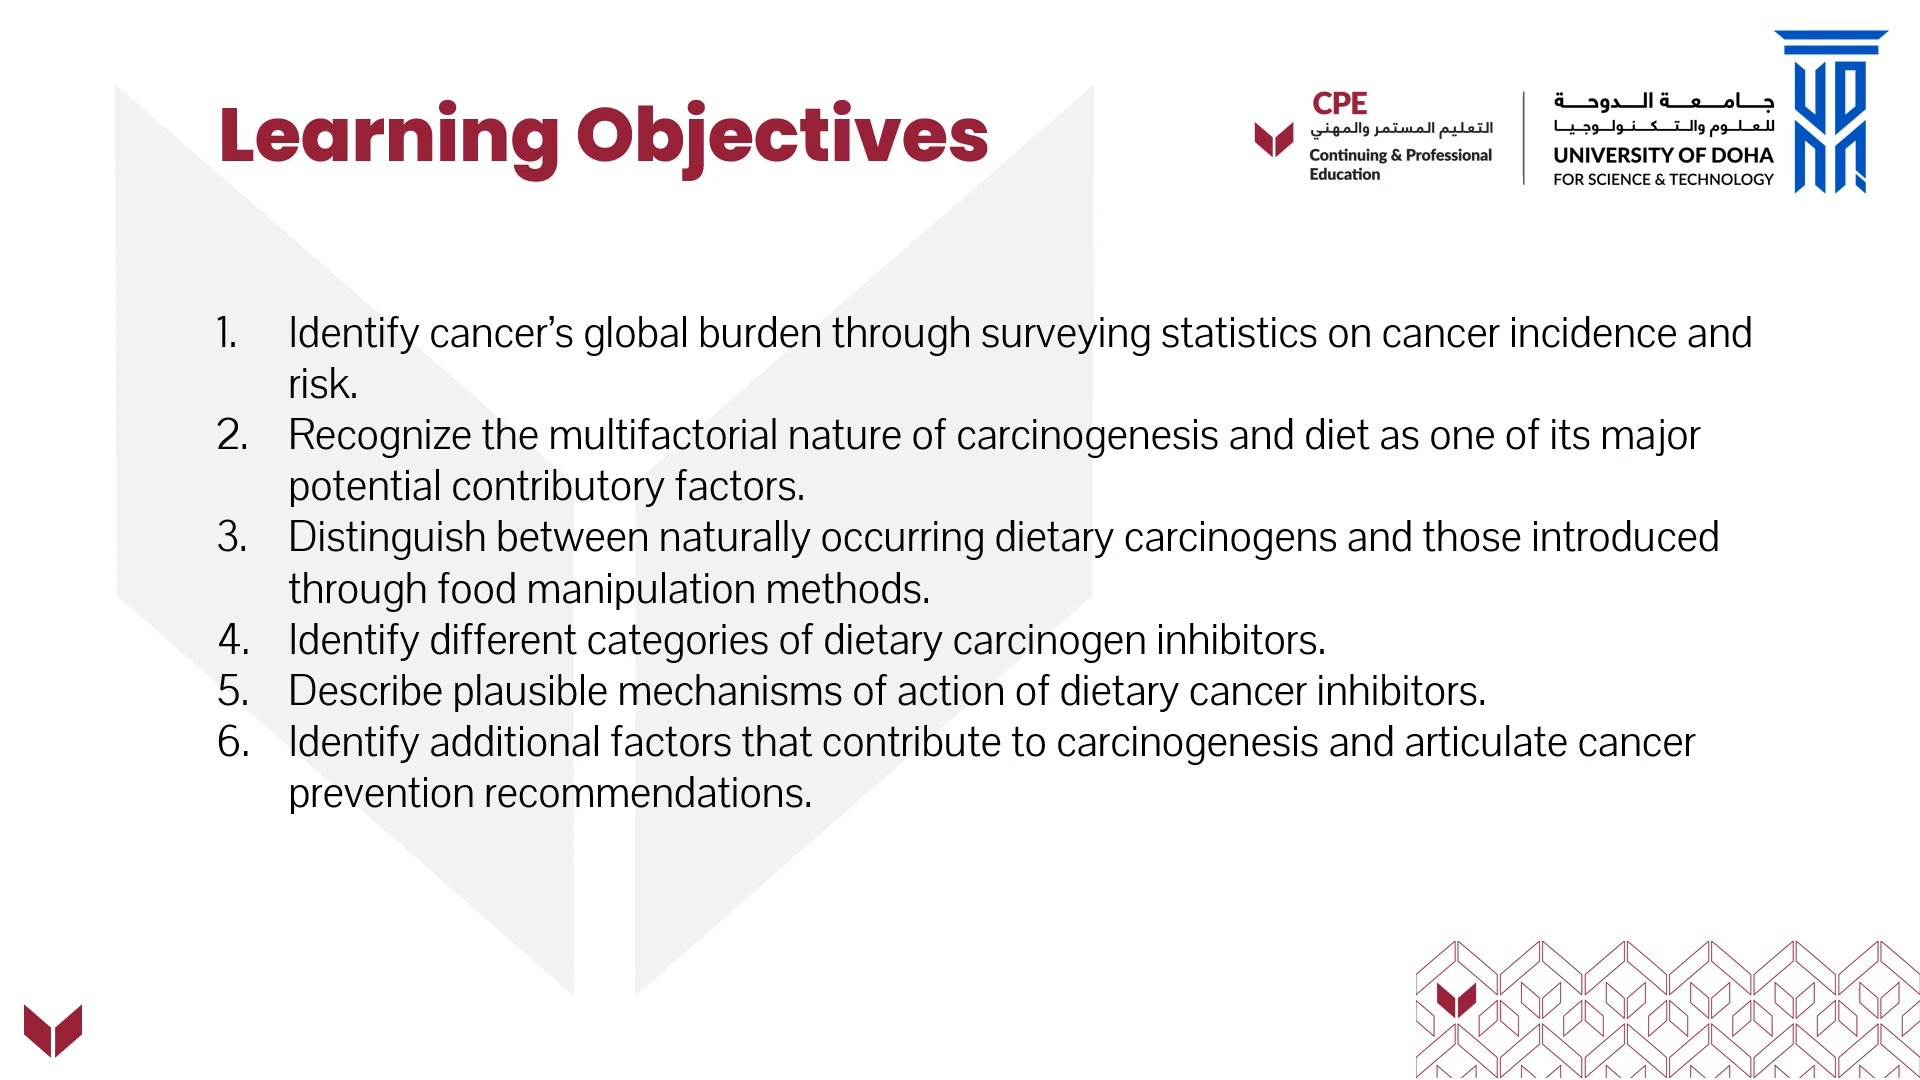 Learning Objectives
CPE
التعليم المستمر والمهني
Continuing & Professional
Education
جـامـعـة الـدوحـة
للعـلـوم والـتـكـنـولـوجـيـا
UNIVERSITY OF DOHA
FOR SCIENCE & TECHNOLOGY
1. Identify cancer’s global burden through surveying statistics on cancer incidence and
risk.
2. Recognize the multifactorial nature of carcinogenesis and diet as one of its major
potential contributory factors.
3. Distinguish between naturally occurring dietary carcinogens and those introduced
through food manipulation methods.
4. Identify different categories of dietary carcinogen inhibitors.
5. Describe plausible mechanisms of action of dietary cancer inhibitors.
6. Identify additional factors that contribute to carcinogenesis and articulate cancer
prevention recommendations.